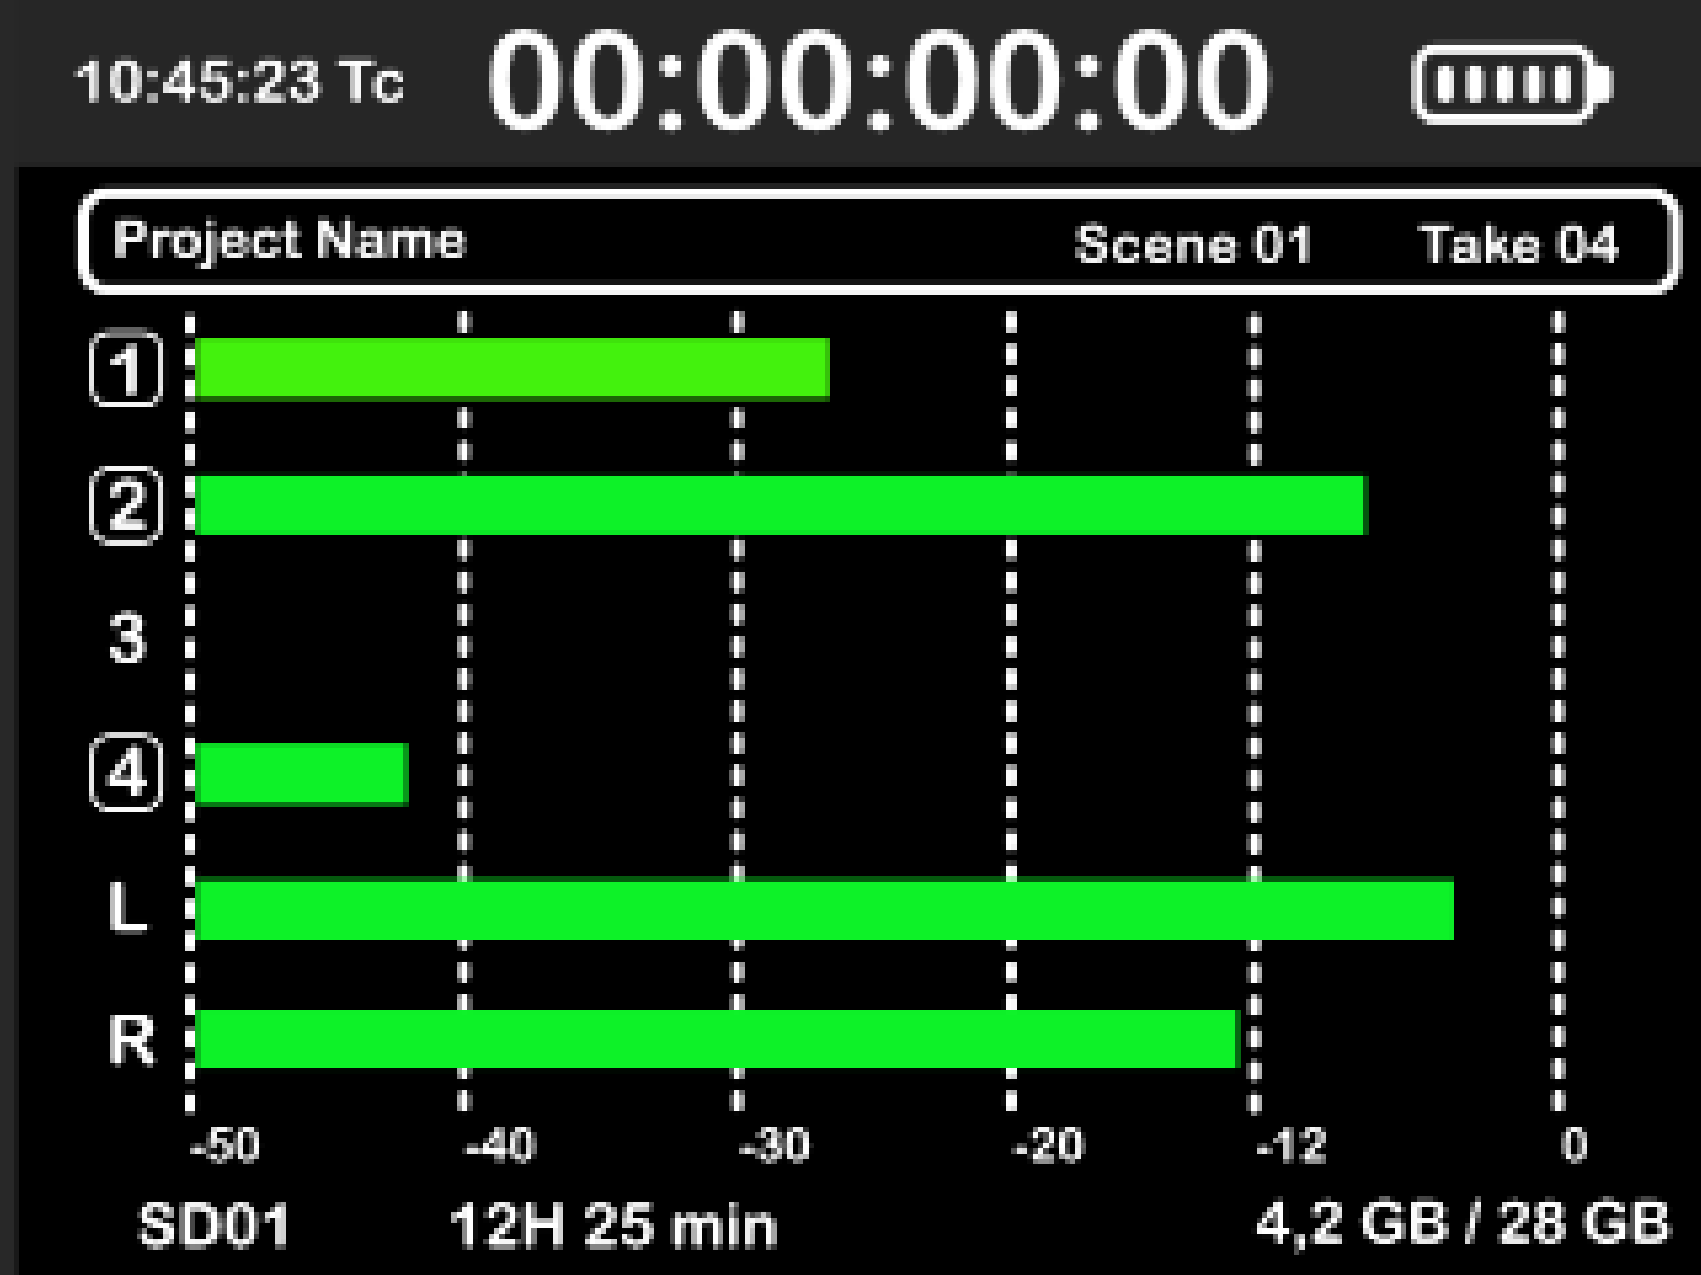 10:45:23 Tc 00:00:00:00
Project Name Scene 01 Take 04
1
2
3
4
L
R
-50 -40 -30 -20 -12 0
SD01 12H 25 min 4,2 GB / 28 GB